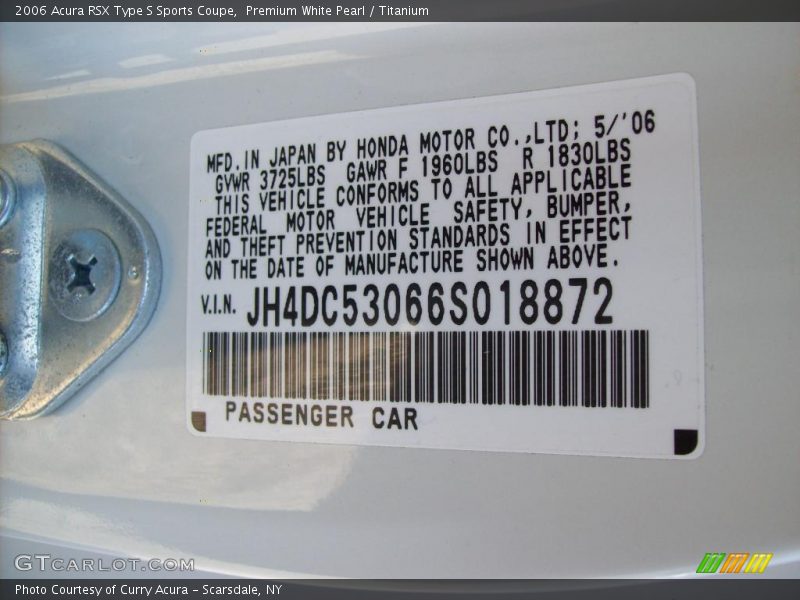 2006 Acura RSX Type S Sports Coupe, Premium White Pearl / Titanium
MFD. IN JAPAN BY HONDA MOTOR CO.,LTD; 5/'06
GVWR 3725LBS GAWR F 1960LBS R 1830LBS
THIS VEHICLE CONFORMS TO ALL APPLICABLE
FEDERAL MOTOR VEHICLE SAFETY, BUMPER,
AND THEFT PREVENTION STANDARDS IN EFFECT
ON THE DATE OF MANUFACTURE SHOWN ABOVE.
V.I.N. JH4DC53066S018872
PASSENGER CAR
GTCARLOT.COM
Photo Courtesy of Curry Acura - Scarsdale, NY